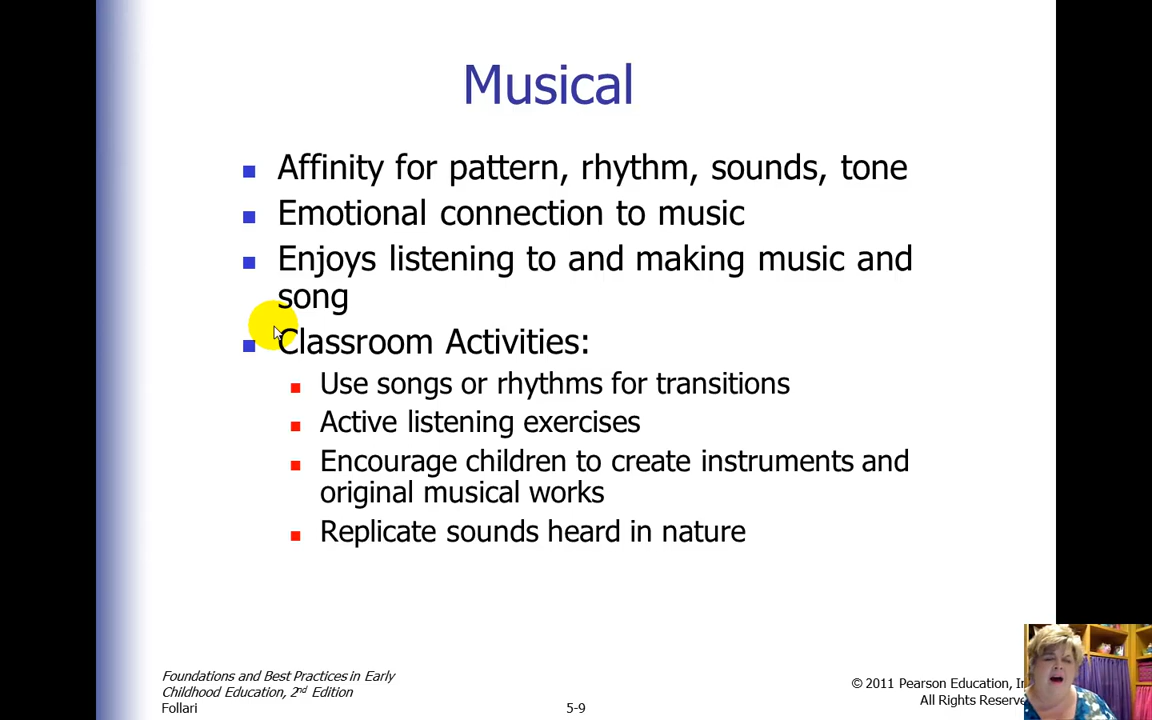 Musical
Affinity for pattern, rhythm, sounds, tone
Emotional connection to music
Enjoys listening to and making music and
song
Classroom Activities:
Use songs or rhythms for transitions
Active listening exercises
Encourage children to create instruments and
original musical works
Replicate sounds heard in nature
Foundations and Best Practices in Early
Childhood Education, 2nd Edition
Follari
5-9
© 2011 Pearson Education,
All Rights